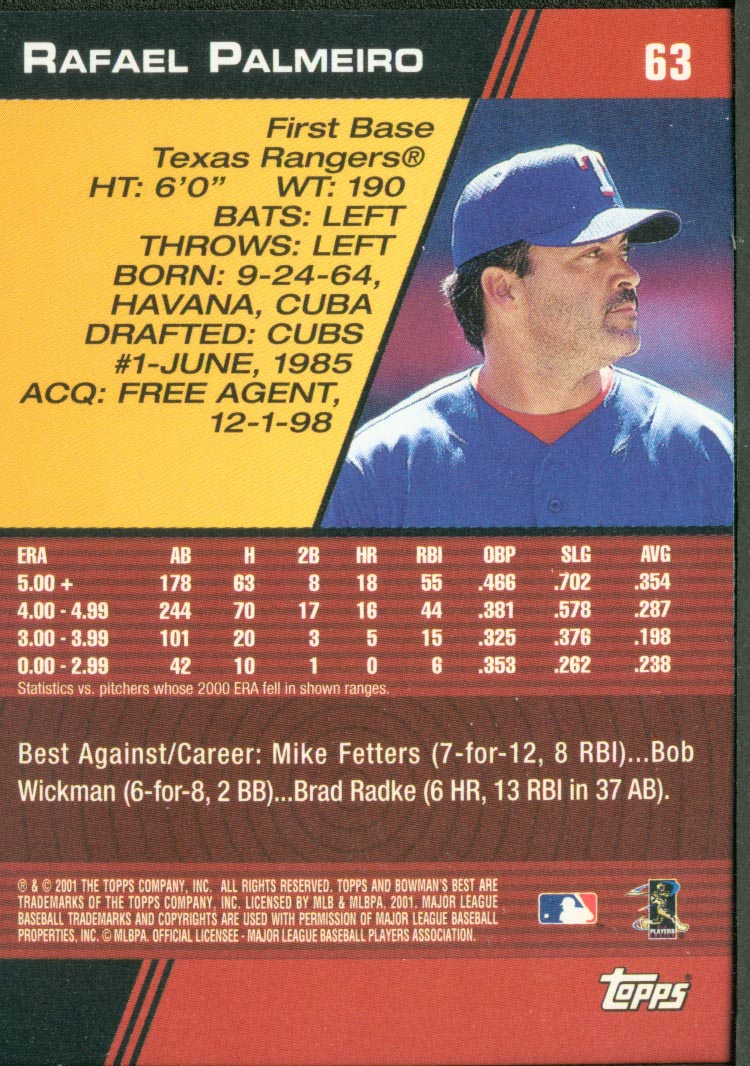 RAFAEL PALMEIRO
63
First Base
Texas Rangers®
HT: 6'0" WT: 190
BATS: LEFT
THROWS: LEFT
BORN: 9-24-64,
HAVANA, CUBA
DRAFTED: CUBS
#1-JUNE, 1985
ACQ: FREE AGENT,
12-1-98
T
ERA AB H 2B HR RBI OBP SLG AVG
5.00 + 178 63 8 18 55 .466 .702 .354
4.00 - 4.99 244 70 17 16 44 .381 .578 .287
3.00 - 3.99 101 20 3 5 15 .325 .376 .198
0.00 - 2.99 42 10 1 0 6 .353 .262 .238
Statistics vs. pitchers whose 2000 ERA fell in shown ranges.
Best Against/Career: Mike Fetters (7-for-12, 8 RBI)...Bob
Wickman (6-for-8, 2 BB)...Brad Radke (6 HR, 13 RBI in 37 AB).
® & © 2001 THE TOPPS COMPANY, INC. ALL RIGHTS RESERVED. TOPPS AND BOWMAN'S BEST ARE
TRADEMARKS OF THE TOPPS COMPANY, INC. LICENSED BY MLB & MLBPA, 2001. MAJOR LEAGUE
BASEBALL TRADEMARKS AND COPYRIGHTS ARE USED WITH PERMISSION OF MAJOR LEAGUE BASEBALL
PROPERTIES, INC. © MLBPA. OFFICIAL LICENSEE - MAJOR LEAGUE BASEBALL PLAYERS ASSOCIATION.
PLAYERS
topps®